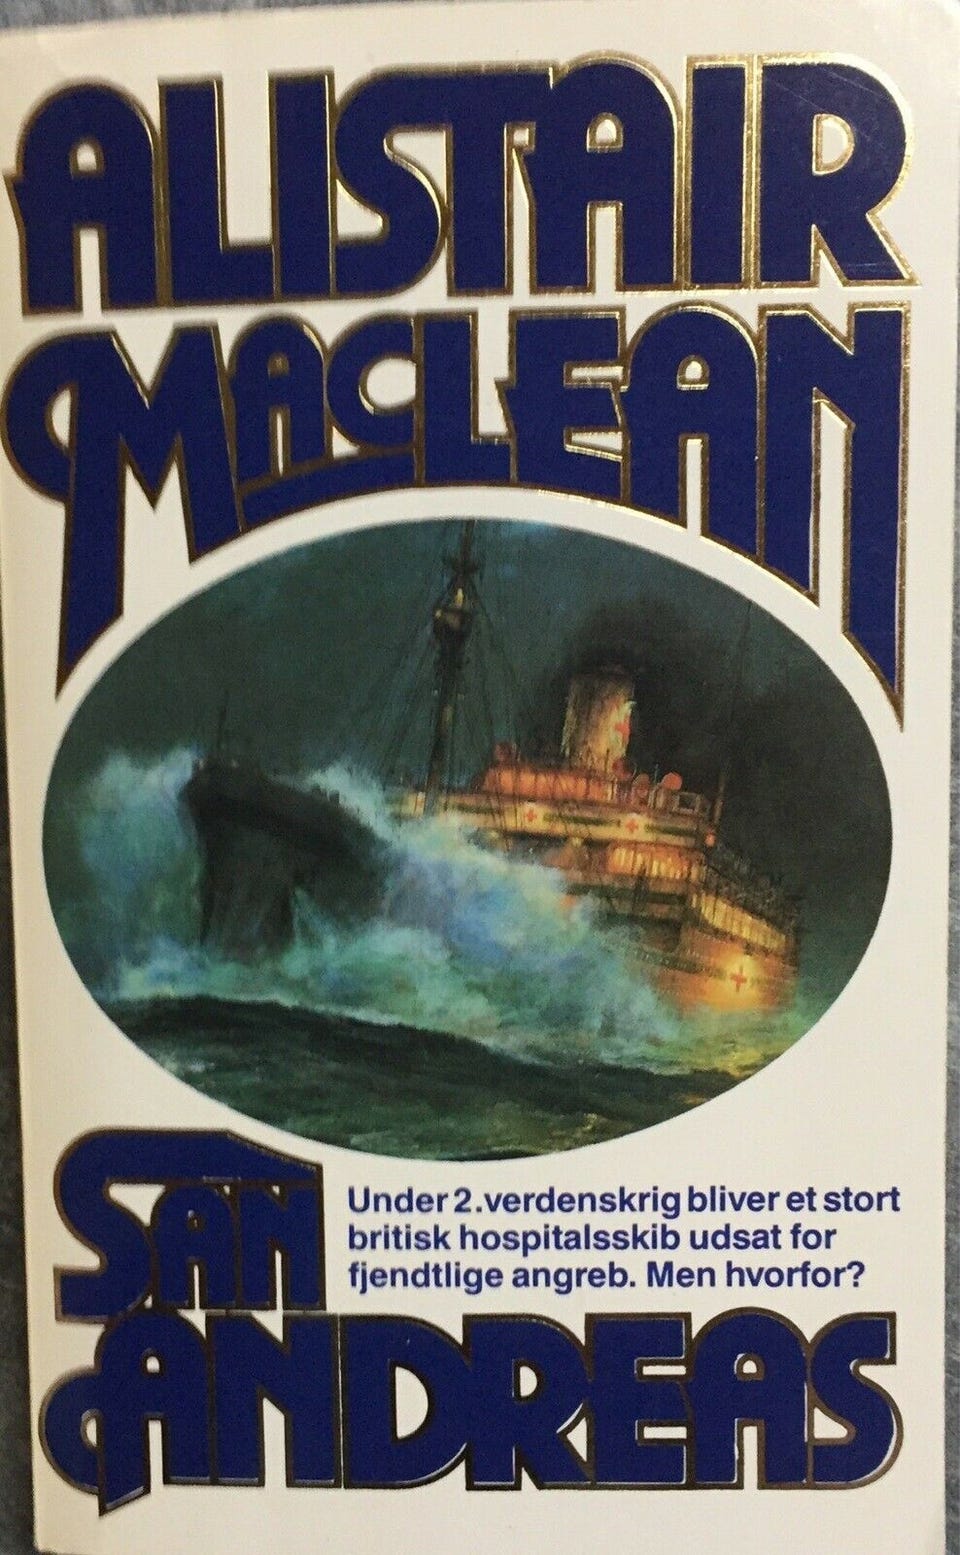 ALISTAIR
MACLEAN
SAN
Under 2.verdenskrig bliver et stort
britisk hospitalsskib udsat for
fjendtlige angreb. Men hvorfor?
ANDREAS